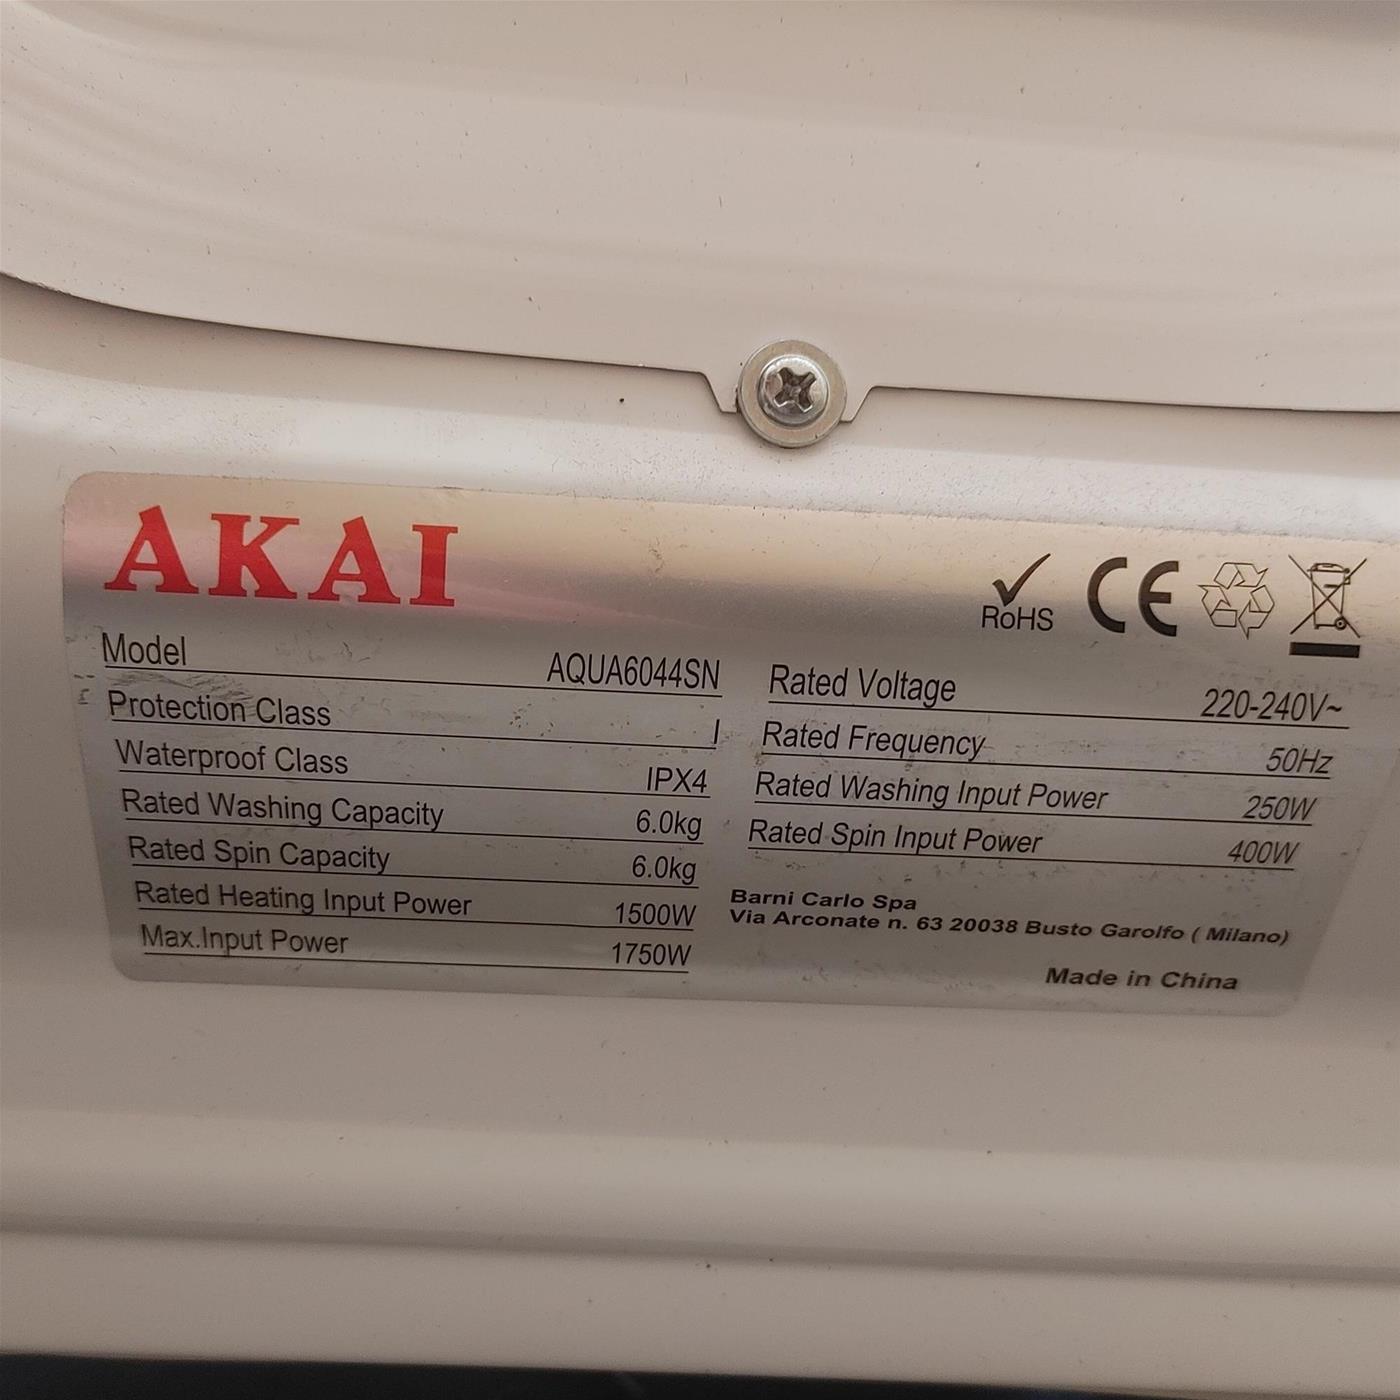 AKAI
RoHS CE
Model AQUA6044SN
Protection Class I
Waterproof Class IPX4
Rated Washing Capacity 6.0kg
Rated Spin Capacity 6.0kg
Rated Heating Input Power 1500W
Max.Input Power 1750W
Rated Voltage 220-240V~
Rated Frequency 50Hz
Rated Washing Input Power 250W
Rated Spin Input Power 400W
Barni Carlo Spa
Via Arconate n. 63 20038 Busto Garolfo ( Milano)
Made in China